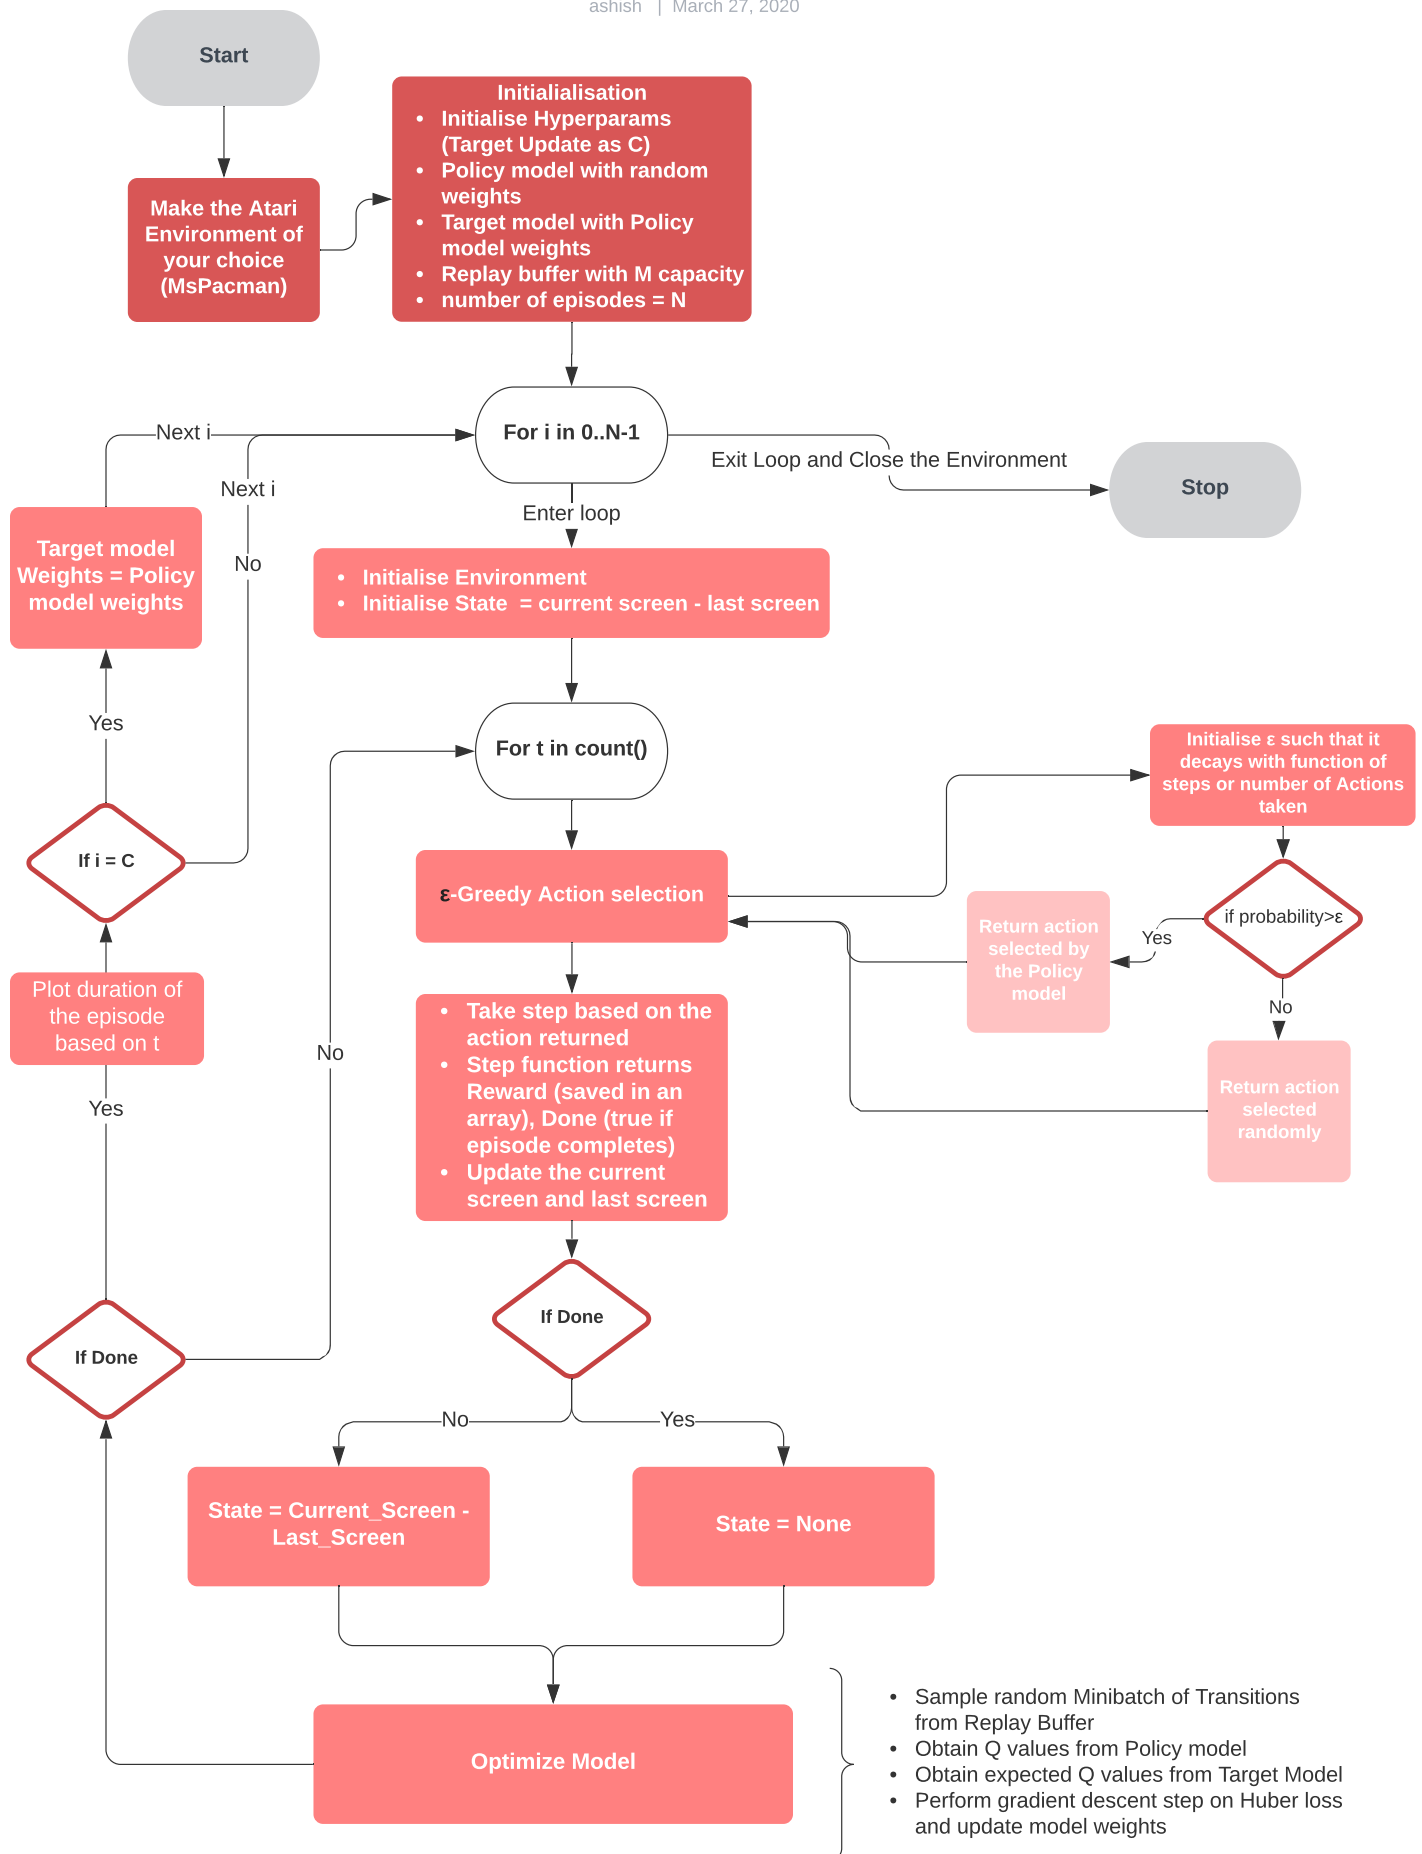 ashish | March 27, 2020
Start
Make the Atari
Environment of
your choice
(MsPacman)
Initialialisation
• Initialise Hyperparams
(Target Update as C)
• Policy model with random
weights
• Target model with Policy
model weights
• Replay buffer with M capacity
• number of episodes = N
For i in 0..N-1
Next i
Next i
Exit Loop and Close the Environment
Stop
Enter loop
Target model
Weights = Policy
model weights
No
• Initialise Environment
• Initialise State = current screen - last screen
Yes
For t in count()
Initialise ε such that it
decays with function of
steps or number of Actions
taken
If i = C
ε-Greedy Action selection
if probability>ε
Yes
Return action
selected by
the Policy
model
No
Return action
selected
randomly
Plot duration of
the episode
based on t
• Take step based on the
action returned
• Step function returns
Reward (saved in an
array), Done (true if
episode completes)
• Update the current
screen and last screen
No
Yes
If Done
If Done
No
Yes
State = Current_Screen -
Last_Screen
State = None
Optimize Model
• Sample random Minibatch of Transitions
from Replay Buffer
• Obtain Q values from Policy model
• Obtain expected Q values from Target Model
• Perform gradient descent step on Huber loss
and update model weights